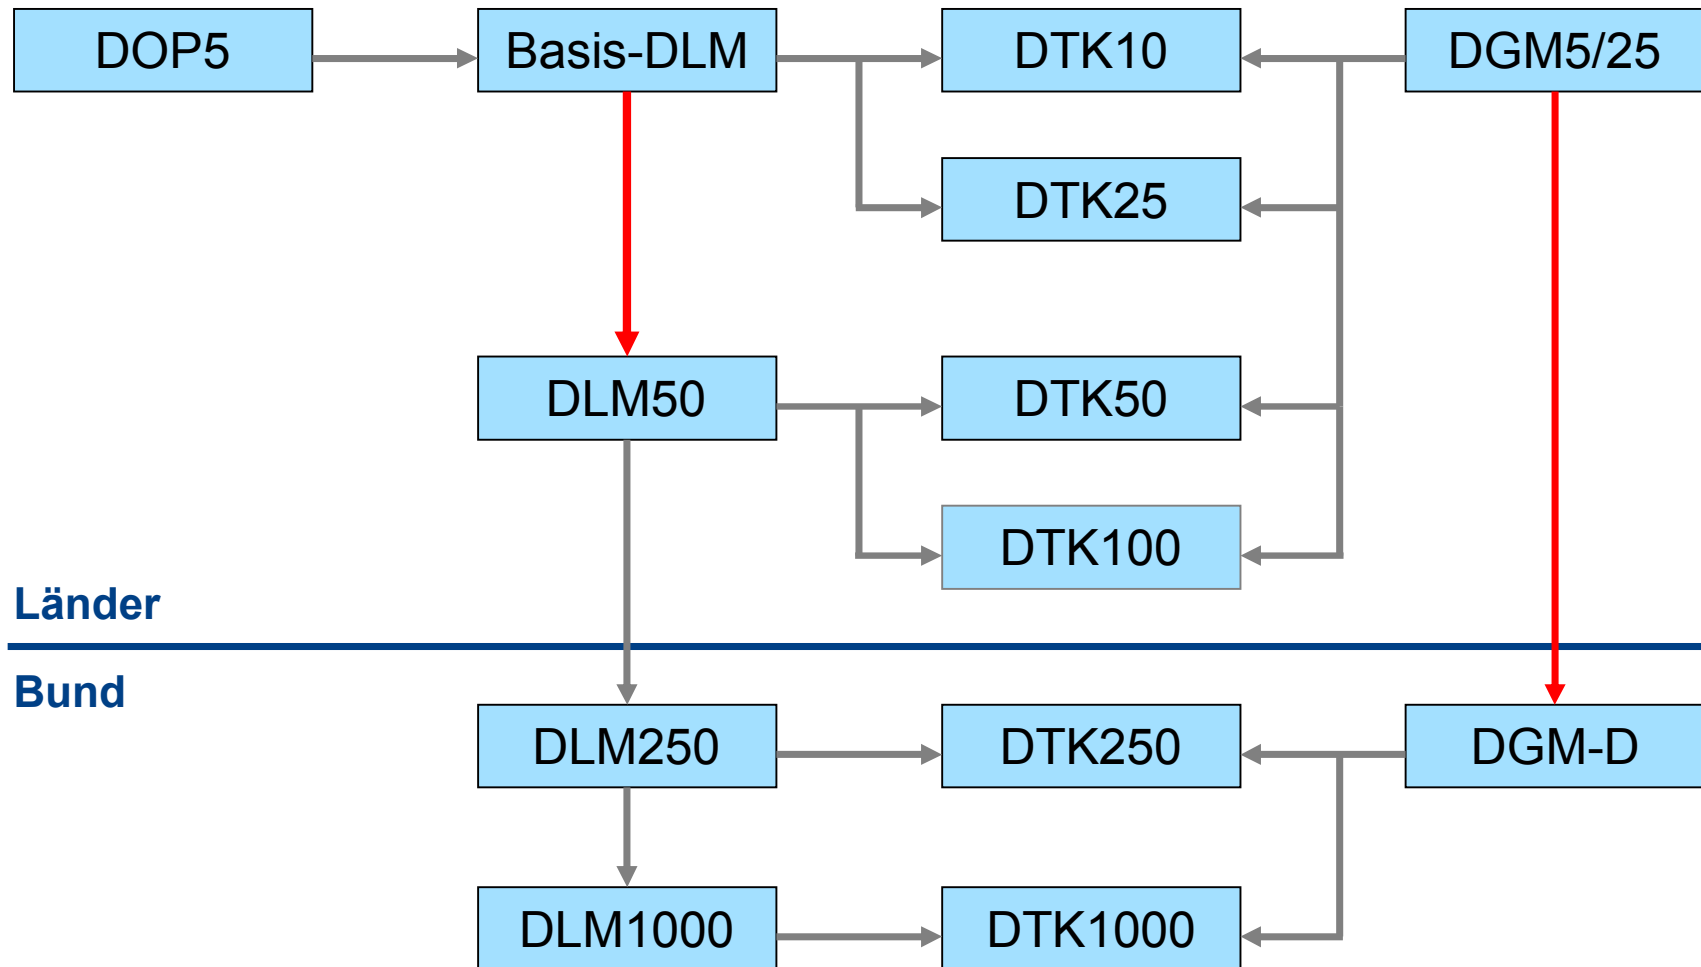 DOP5
Basis-DLM
DTK10
DGM5/25
DTK25
DLM50
DTK50
DTK100
Länder
Bund
DLM250
DTK250
DGM-D
DLM1000
DTK1000